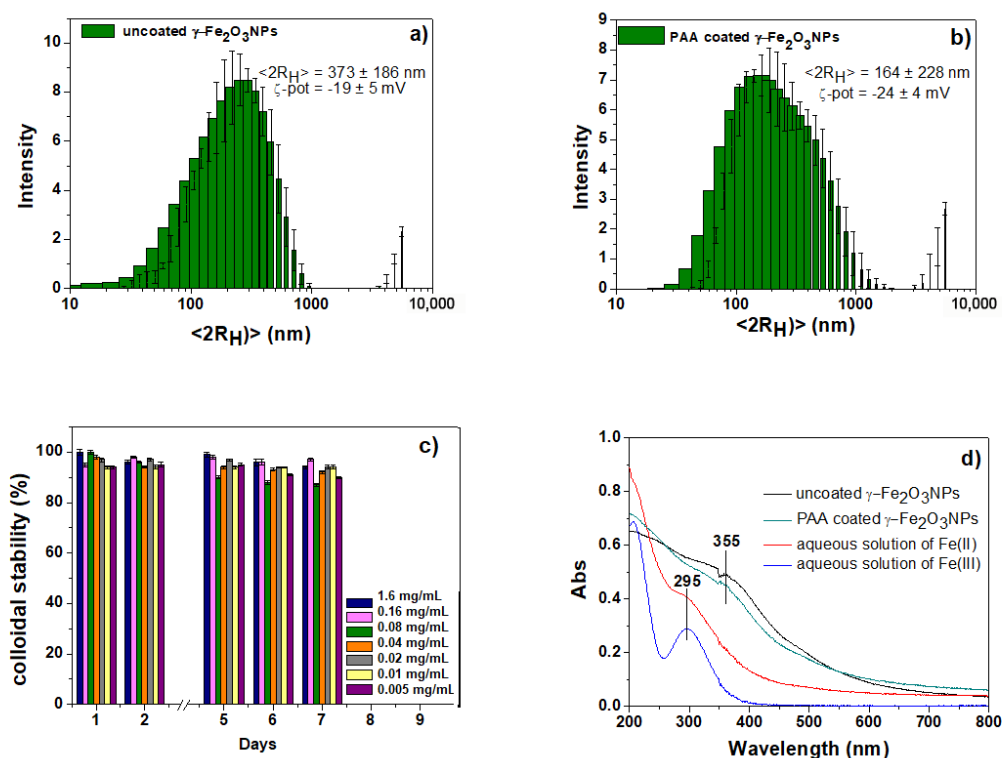 uncoated γ-Fe2O3NPs
a)
<2RH> = 373 ± 186 nm
ζ-pot = -19 ± 5 mV
Intensity
10
8
6
4
2
0
10
100
1000
10,000
<2RH)> (nm)
PAA coated γ-Fe2O3NPs
b)
<2RH> = 164 ± 228 nm
ζ-pot = -24 ± 4 mV
Intensity
9
8
7
6
5
4
3
2
1
0
10
100
1000
10,000
<2RH)> (nm)
c)
colloidal stability (%)
100
80
60
40
20
0
1.6 mg/mL
0.16 mg/mL
0.08 mg/mL
0.04 mg/mL
0.02 mg/mL
0.01 mg/mL
0.005 mg/mL
1
2
5
6
7
8
9
Days
d)
uncoated γ-Fe2O3NPs
PAA coated γ-Fe2O3NPs
aqueous solution of Fe(II)
aqueous solution of Fe(III)
355
295
Abs
1.0
0.8
0.6
0.4
0.2
0.0
200
300
400
500
600
700
800
Wavelength (nm)